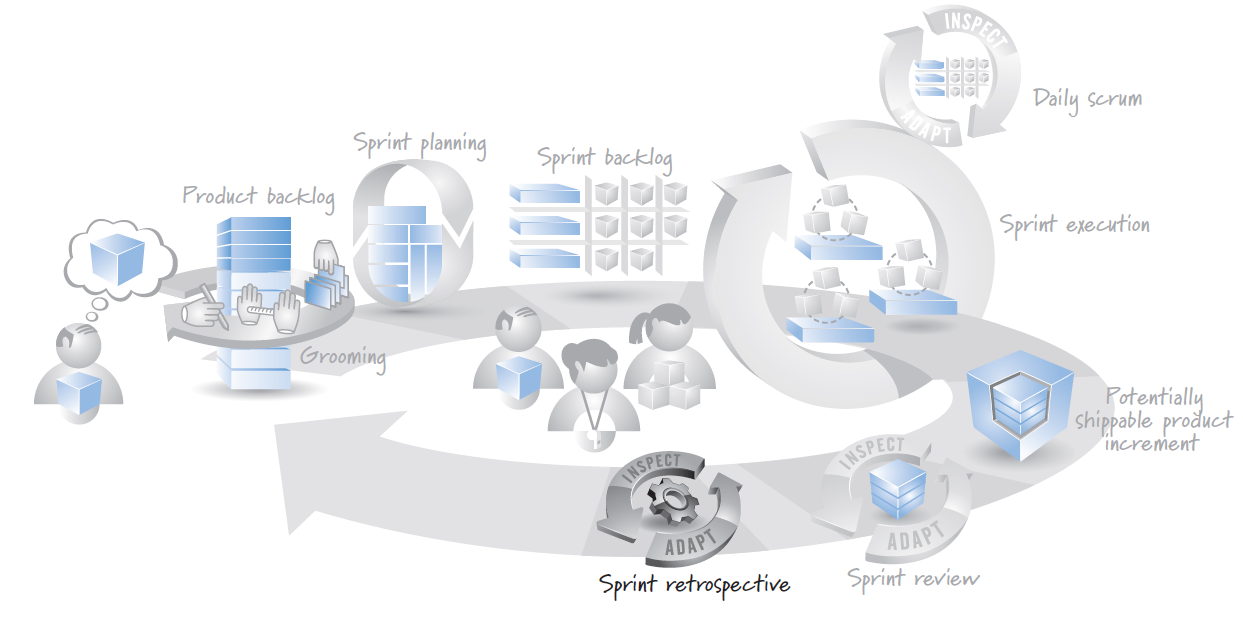 INSPECT
ADAPT
Daily scrum
Sprint planning
Sprint backlog
Product backlog
Sprint execution
Grooming
Potentially
shippable product
increment
INSPECT
ADAPT
Sprint review
INSPECT
ADAPT
Sprint retrospective